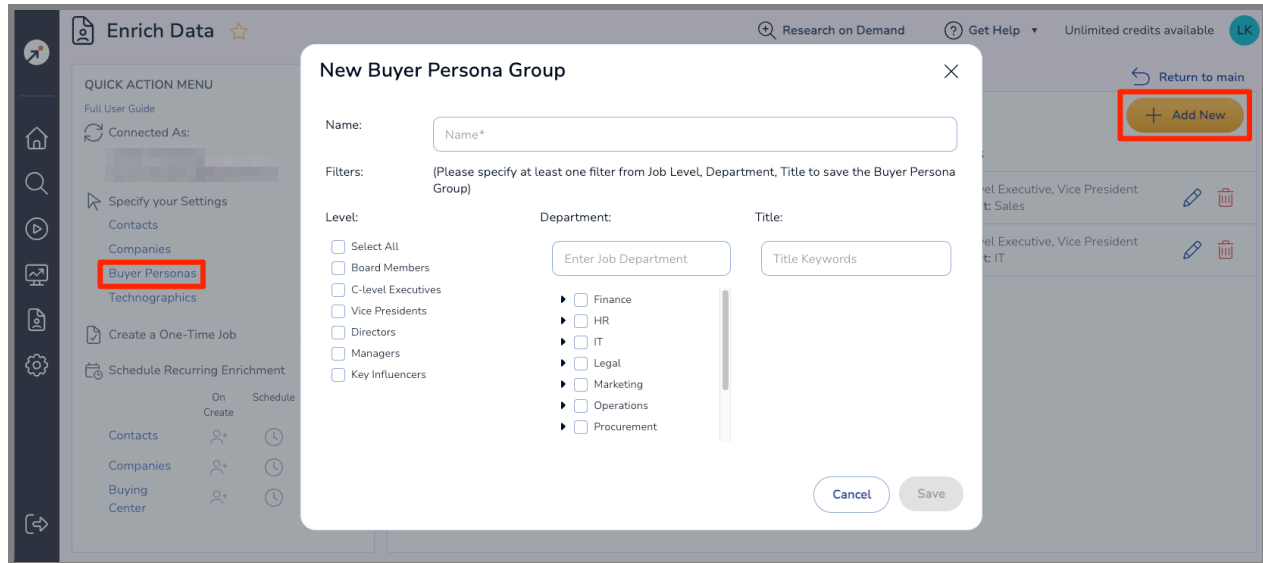 Enrich Data
Research on Demand
Get Help
Unlimited credits available
LK
QUICK ACTION MENU
Full User Guide
Connected As:
Specify your Settings
Contacts
Companies
Buyer Personas
Technographics
Create a One-Time Job
Schedule Recurring Enrichment
On Create
Schedule
Contacts
Companies
Buying
Center
New Buyer Persona Group
Name:
Name*
Filters:
(Please specify at least one filter from Job Level, Department, Title to save the Buyer Persona
Group)
Level:
Select All
Board Members
C-level Executives
Vice Presidents
Directors
Managers
Key Influencers
Department:
Enter Job Department
Finance
HR
IT
Legal
Marketing
Operations
Procurement
Title:
Title Keywords
Cancel
Save
Return to main
+ Add New
Executive, Vice President
Sales
Executive, Vice President
IT